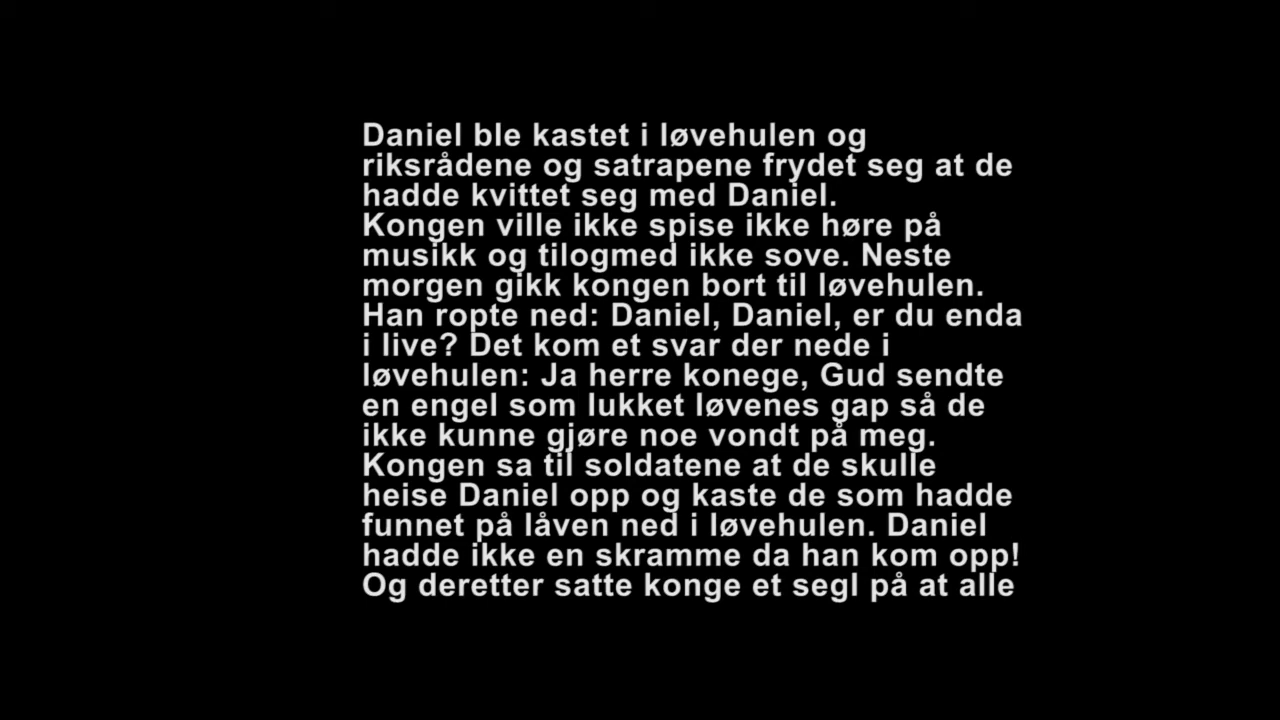 Daniel ble kastet i løvehulen og
riksrådene og satrapene frydet seg at de
hadde kvittet seg med Daniel.
Kongen ville ikke spise ikke høre på
musikk og tilogmed ikke sove. Neste
morgen gikk kongen bort til løvehulen.
Han ropte ned: Daniel, Daniel, er du enda
i live? Det kom et svar der nede i
løvehulen: Ja herre konege, Gud sendte
en engel som lukket løvenes gap så de
ikke kunne gjøre noe vondt på meg.
Kongen sa til soldatene at de skulle
heise Daniel opp og kaste de som hadde
funnet på låven ned i løvehulen. Daniel
hadde ikke en skramme da han kom opp!
Og deretter satte konge et segl på at alle